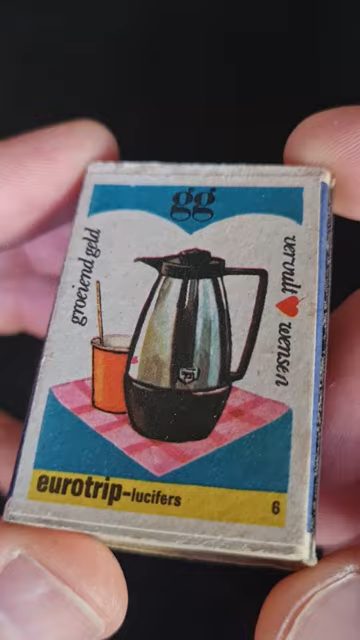 gg
groeiend geld
vervult wensen
eurotrip-lucifers
6